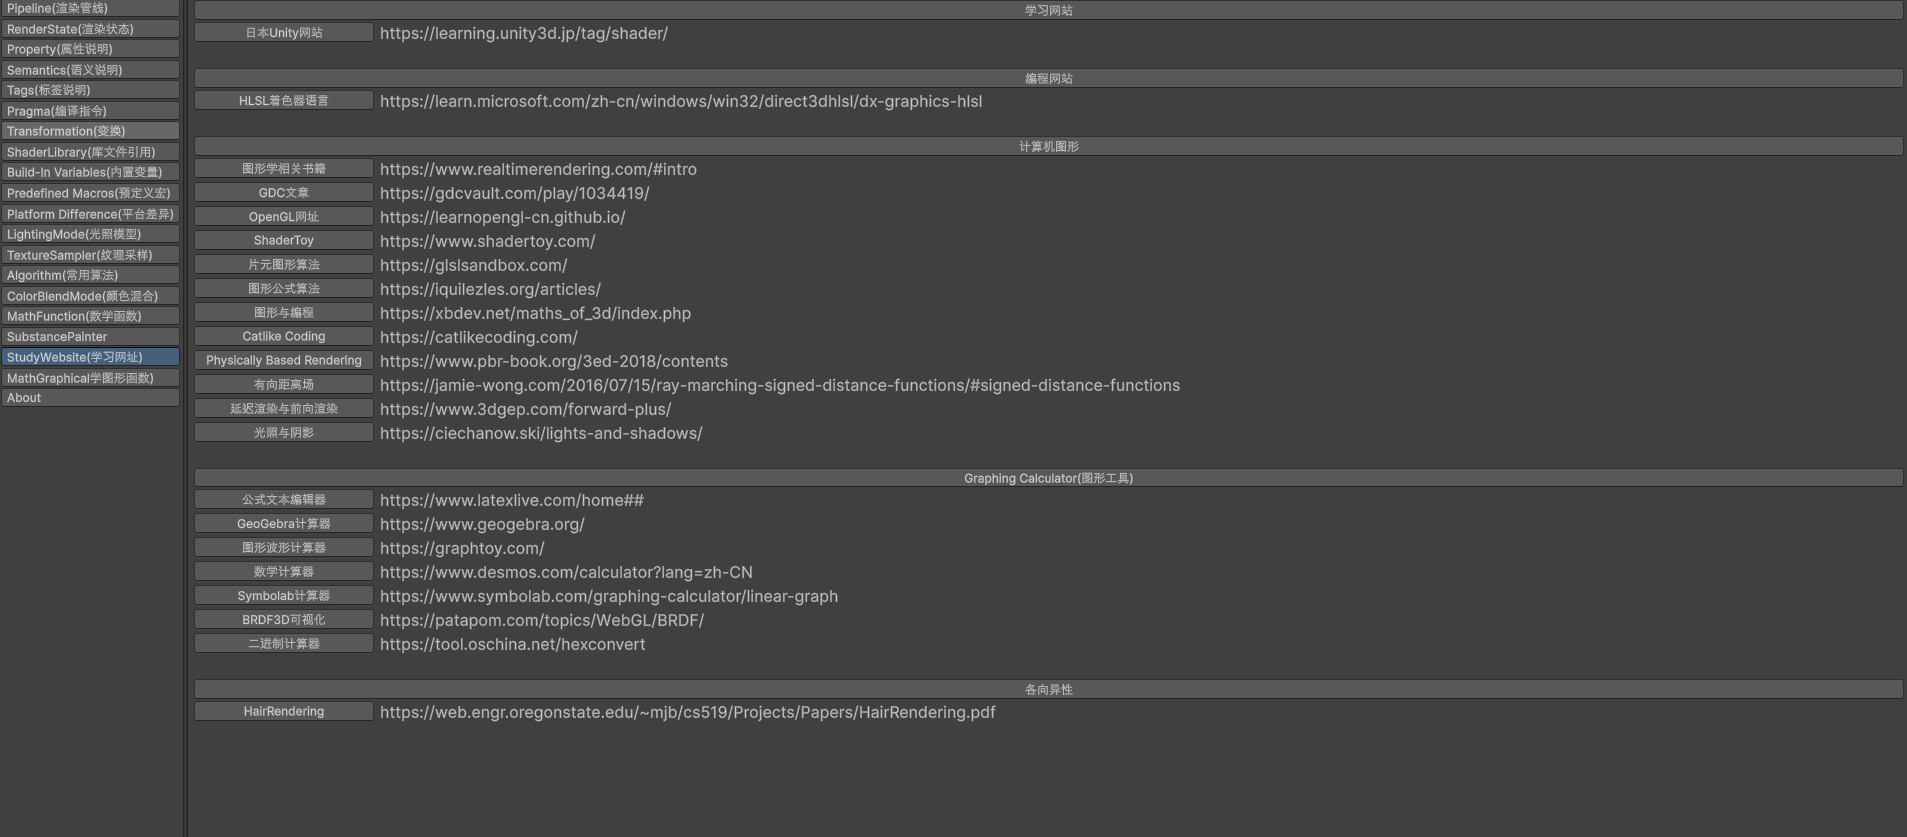 Pipeline(渲染管线)
RenderState(渲染状态)
Property(属性说明)
Semantics(语义说明)
Tags(标签说明)
Pragma(编译指令)
Transformation(变换)
ShaderLibrary(库文件引用)
Build-In Variables(内置变量)
Predefined Macros(预定义宏)
Platform Difference(平台差异)
LightingMode(光照模型)
TextureSampler(纹理采样)
Algorithm(常用算法)
ColorBlendMode(颜色混合)
MathFunction(数学函数)
SubstancePainter
StudyWebsite(学习网址)
MathGraphical学图形函数)
About
学习网站
日本Unity网站 https://learning.unity3d.jp/tag/shader/
编程网站
HLSL着色器语言 https://learn.microsoft.com/zh-cn/windows/win32/direct3dhlsl/dx-graphics-hlsl
计算机图形
图形学相关书籍 https://www.realtimerendering.com/#intro
GDC文章 https://gdcvault.com/play/1034419/
OpenGL网址 https://learnopengl-cn.github.io/
ShaderToy https://www.shadertoy.com/
片元图形算法 https://glslsandbox.com/
图形公式算法 https://iquilezles.org/articles/
图形与编程 https://xbdev.net/maths_of_3d/index.php
Catlike Coding https://catlikecoding.com/
Physically Based Rendering https://www.pbr-book.org/3ed-2018/contents
有向距离场 https://jamie-wong.com/2016/07/15/ray-marching-signed-distance-functions/#signed-distance-functions
延迟渲染与前向渲染 https://www.3dgep.com/forward-plus/
光照与阴影 https://ciechanow.ski/lights-and-shadows/
Graphing Calculator(图形工具)
公式文本编辑器 https://www.latexlive.com/home##
GeoGebra计算器 https://www.geogebra.org/
图形波形计算器 https://graphtoy.com/
数学计算器 https://www.desmos.com/calculator?lang=zh-CN
Symbolab计算器 https://www.symbolab.com/graphing-calculator/linear-graph
BRDF3D可视化 https://patapom.com/topics/WebGL/BRDF/
二进制计算器 https://tool.oschina.net/hexconvert
各向异性
HairRendering https://web.engr.oregonstate.edu/~mjb/cs519/Projects/Papers/HairRendering.pdf